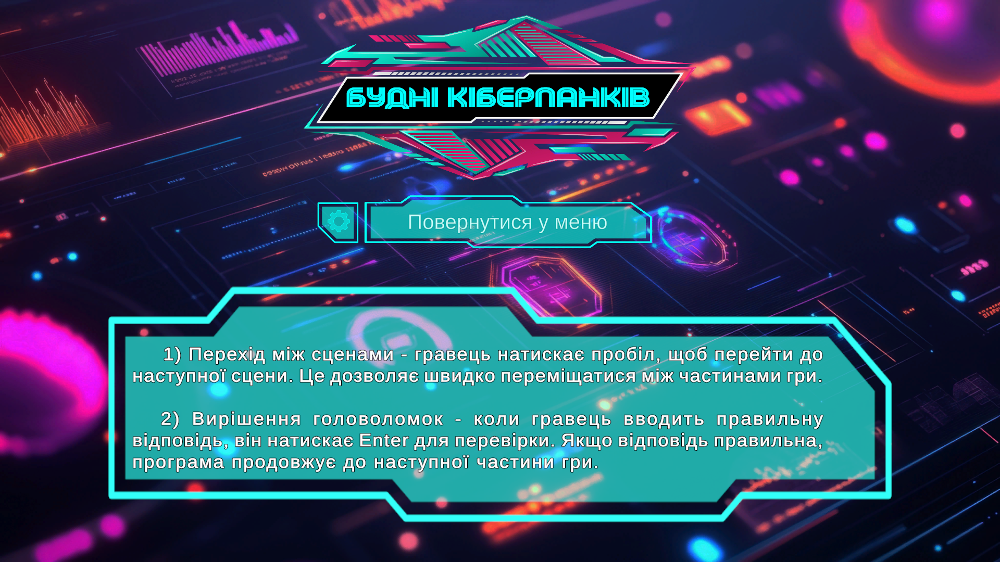 БУДНІ КІБЕРПАНКІВ
Повернутися у меню
1) Перехід між сценами - гравець натискає пробіл, щоб перейти до
наступної сцени. Це дозволяє швидко переміщатися між частинами гри.
2) Вирішення головоломок - коли гравець вводить правильну
відповідь, він натискає Enter для перевірки. Якщо відповідь правильна,
програма продовжує до наступної частини гри.